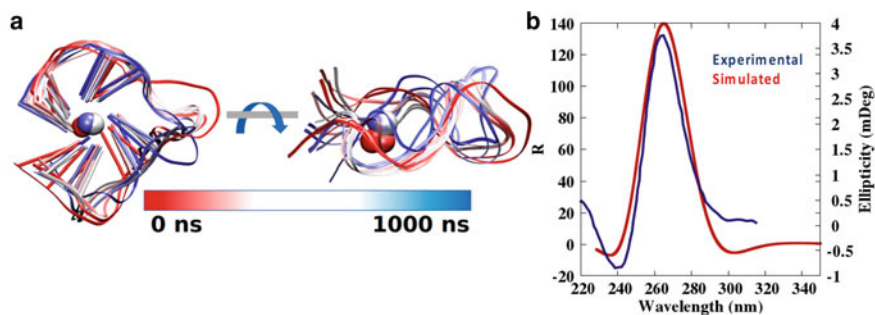 a
0 ns 1000 ns
b
R
140
120
100
80
60
40
20
0
-20
220 240 260 280 300 320 340
Wavelength (nm)
Experimental
Simulated
4
3.5
3
2.5
2
1.5
1
0.5
0
-0.5
-1
Ellipticity (mDeg)